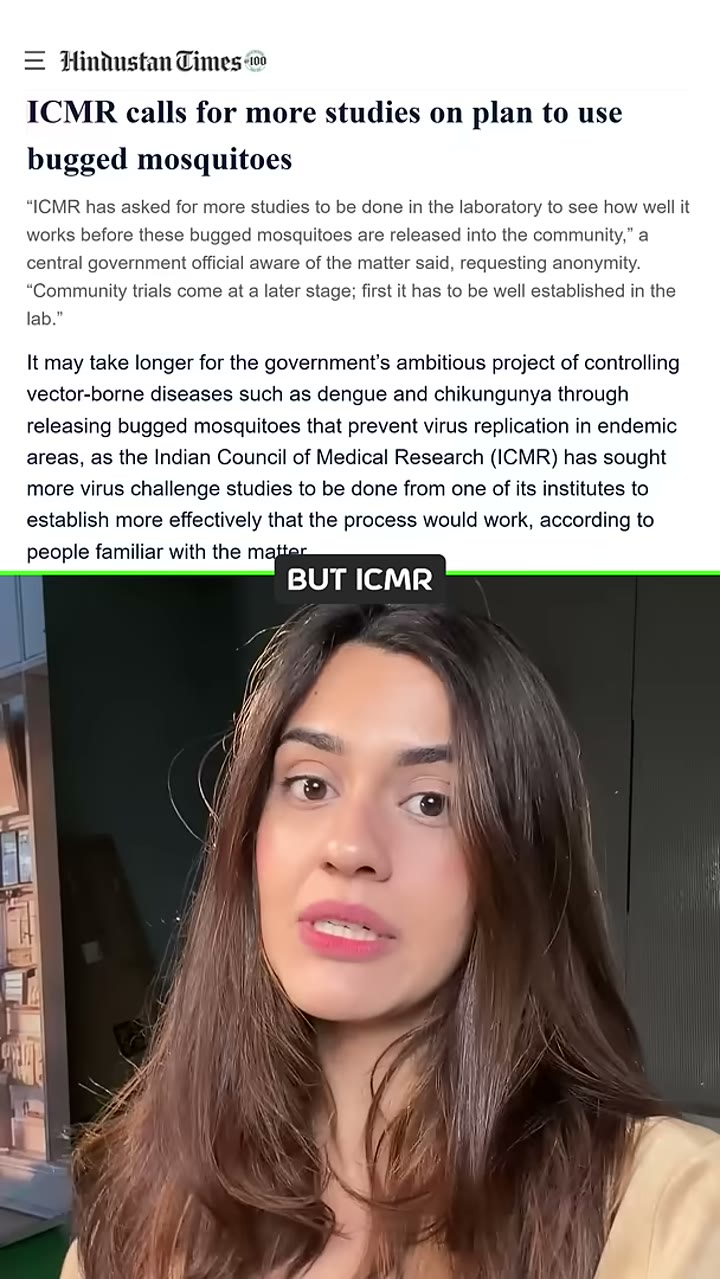 Hindustan Times 100
ICMR calls for more studies on plan to use
bugged mosquitoes
“ICMR has asked for more studies to be done in the laboratory to see how well it
works before these bugged mosquitoes are released into the community,” a
central government official aware of the matter said, requesting anonymity.
“Community trials come at a later stage; first it has to be well established in the
lab.”
It may take longer for the government’s ambitious project of controlling
vector-borne diseases such as dengue and chikungunya through
releasing bugged mosquitoes that prevent virus replication in endemic
areas, as the Indian Council of Medical Research (ICMR) has sought
more virus challenge studies to be done from one of its institutes to
establish more effectively that the process would work, according to
people familiar with the matter
BUT ICMR